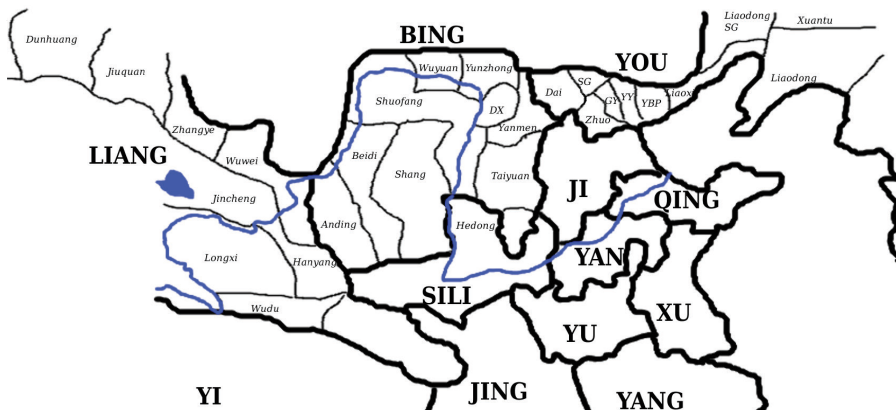 Dunhuang
Jiuquan
Zhangye
LIANG
Wuwei
Jincheng
Longxi
Hanyang
Wudu
BING
Wuyuan
Yunzhong
Shuofang
DX
Yanmen
Beidi
Shang
Taiyuan
Anding
Hedong
SILI
YOU
Liaodong
SG
Xuantu
Dai
SG
GY
YY
YBP
Liaoxi
Liaodong
Zhuo
JI
QING
YAN
YU
XU
YI
JING
YANG